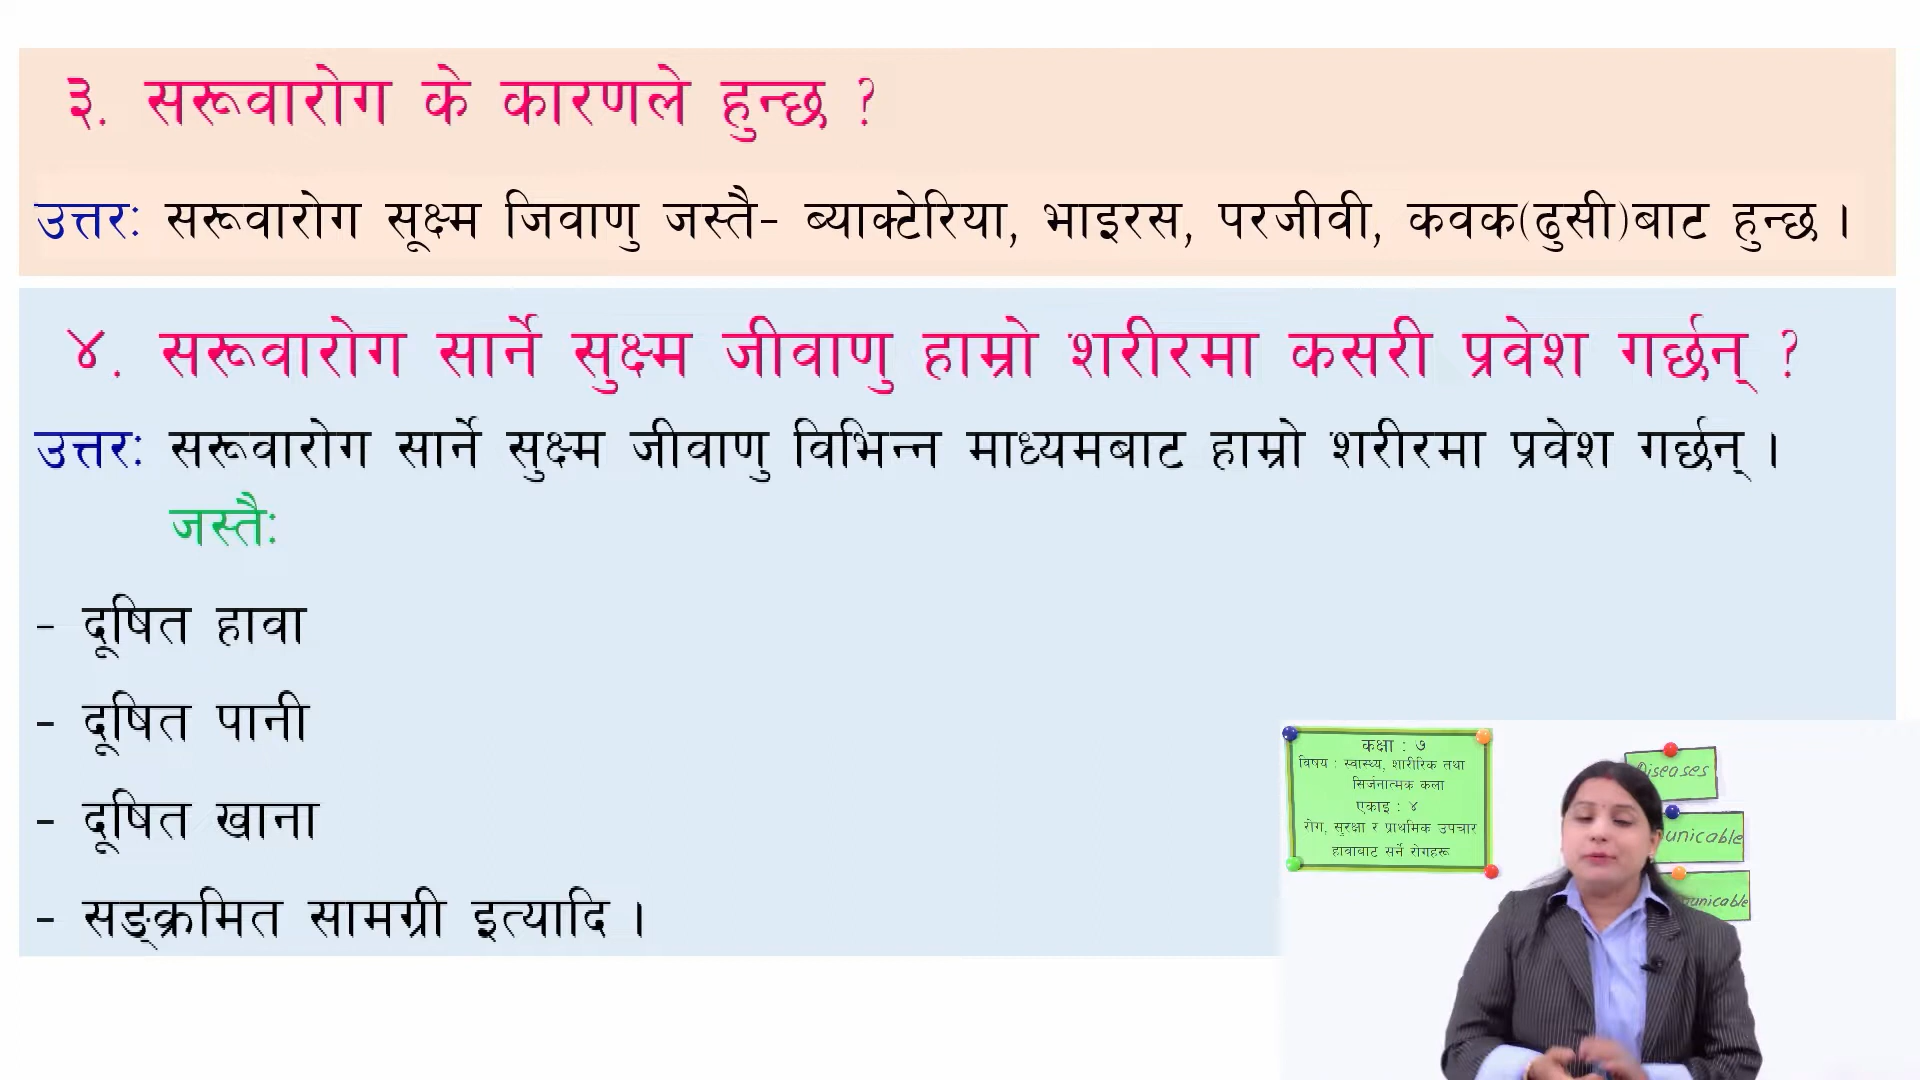 ३. सरूवारोग के कारणले हुन्छ ?
उत्तरः सरूवारोग सूक्ष्म जिवाणु जस्तै- ब्याक्टेरिया, भाइरस, परजीवी, कवक(ढुसी)बाट हुन्छ ।
४. सरूवारोग सार्ने सुक्ष्म जीवाणु हाम्रो शरीरमा कसरी प्रवेश गर्छन् ?
उत्तरः सरूवारोग सार्ने सुक्ष्म जीवाणु विभिन्न माध्यमबाट हाम्रो शरीरमा प्रवेश गर्छन् ।
जस्तैः
- दूषित हावा
- दूषित पानी
- दूषित खाना
- सङ्क्रमित सामग्री इत्यादि ।
कक्षा : ७
विषय : स्वास्थ्य, शारीरिक तथा
सिर्जनात्मक कला
एकाइ : ४
रोग, सुरक्षा र प्राथमिक उपचार
हावाबाट सर्ने रोगहरू
Diseases
unicable
unicable